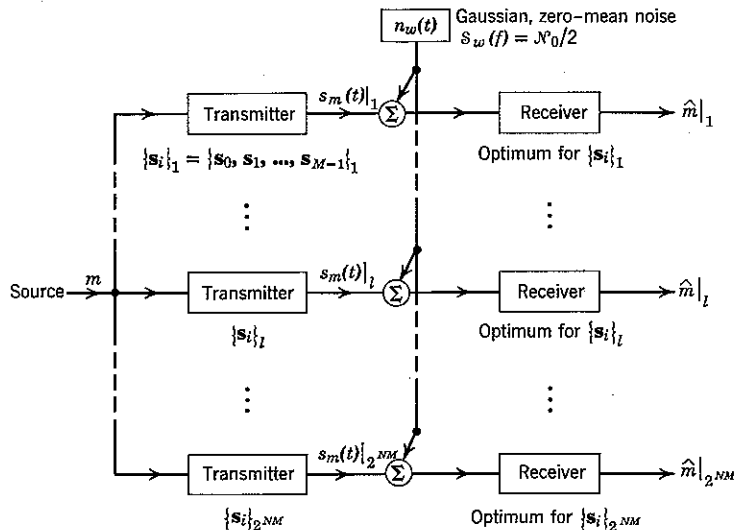 n_w(t)
Gaussian, zero-mean noise
𝒮_w(f) = 𝒩_0/2
Transmitter
s_m(t)|_1
Σ
Receiver
m̂|_1
{𝐬_i}_1 = {𝐬_0, 𝐬_1, ..., 𝐬_{M−1}}_1
Optimum for {𝐬_i}_1
Source
m
Transmitter
s_m(t)|_l
Σ
Receiver
m̂|_l
{𝐬_i}_l
Optimum for {𝐬_i}_l
Transmitter
s_m(t)|_{2^{NM}}
Σ
Receiver
m̂|_{2^{NM}}
{𝐬_i}_{2^{NM}}
Optimum for {𝐬_i}_{2^{NM}}